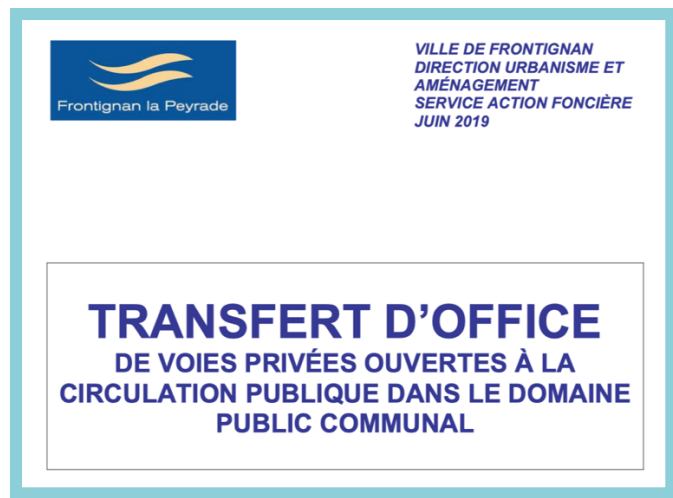 Frontignan la Peyrade
VILLE DE FRONTIGNAN
DIRECTION URBANISME ET
AMÉNAGEMENT
SERVICE ACTION FONCIÈRE
JUIN 2019
TRANSFERT D’OFFICE
DE VOIES PRIVÉES OUVERTES À LA
CIRCULATION PUBLIQUE DANS LE DOMAINE
PUBLIC COMMUNAL